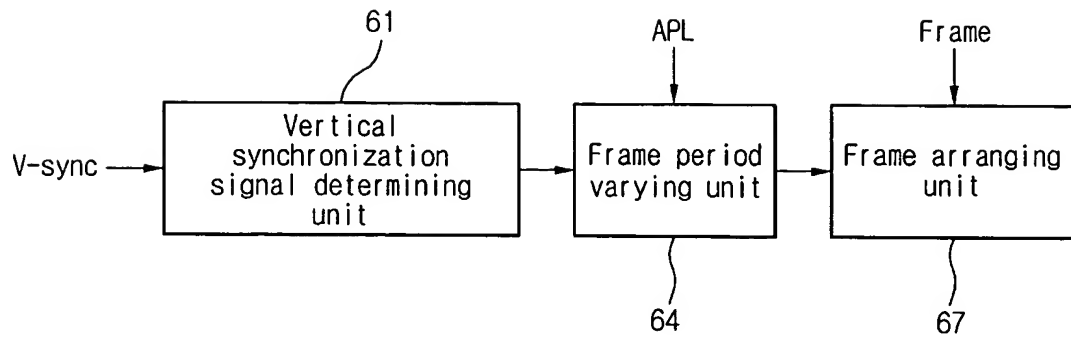 61
APL
Frame
V-sync
Vertical
synchronization
signal determining
unit
Frame period
varying unit
Frame arranging
unit
64
67